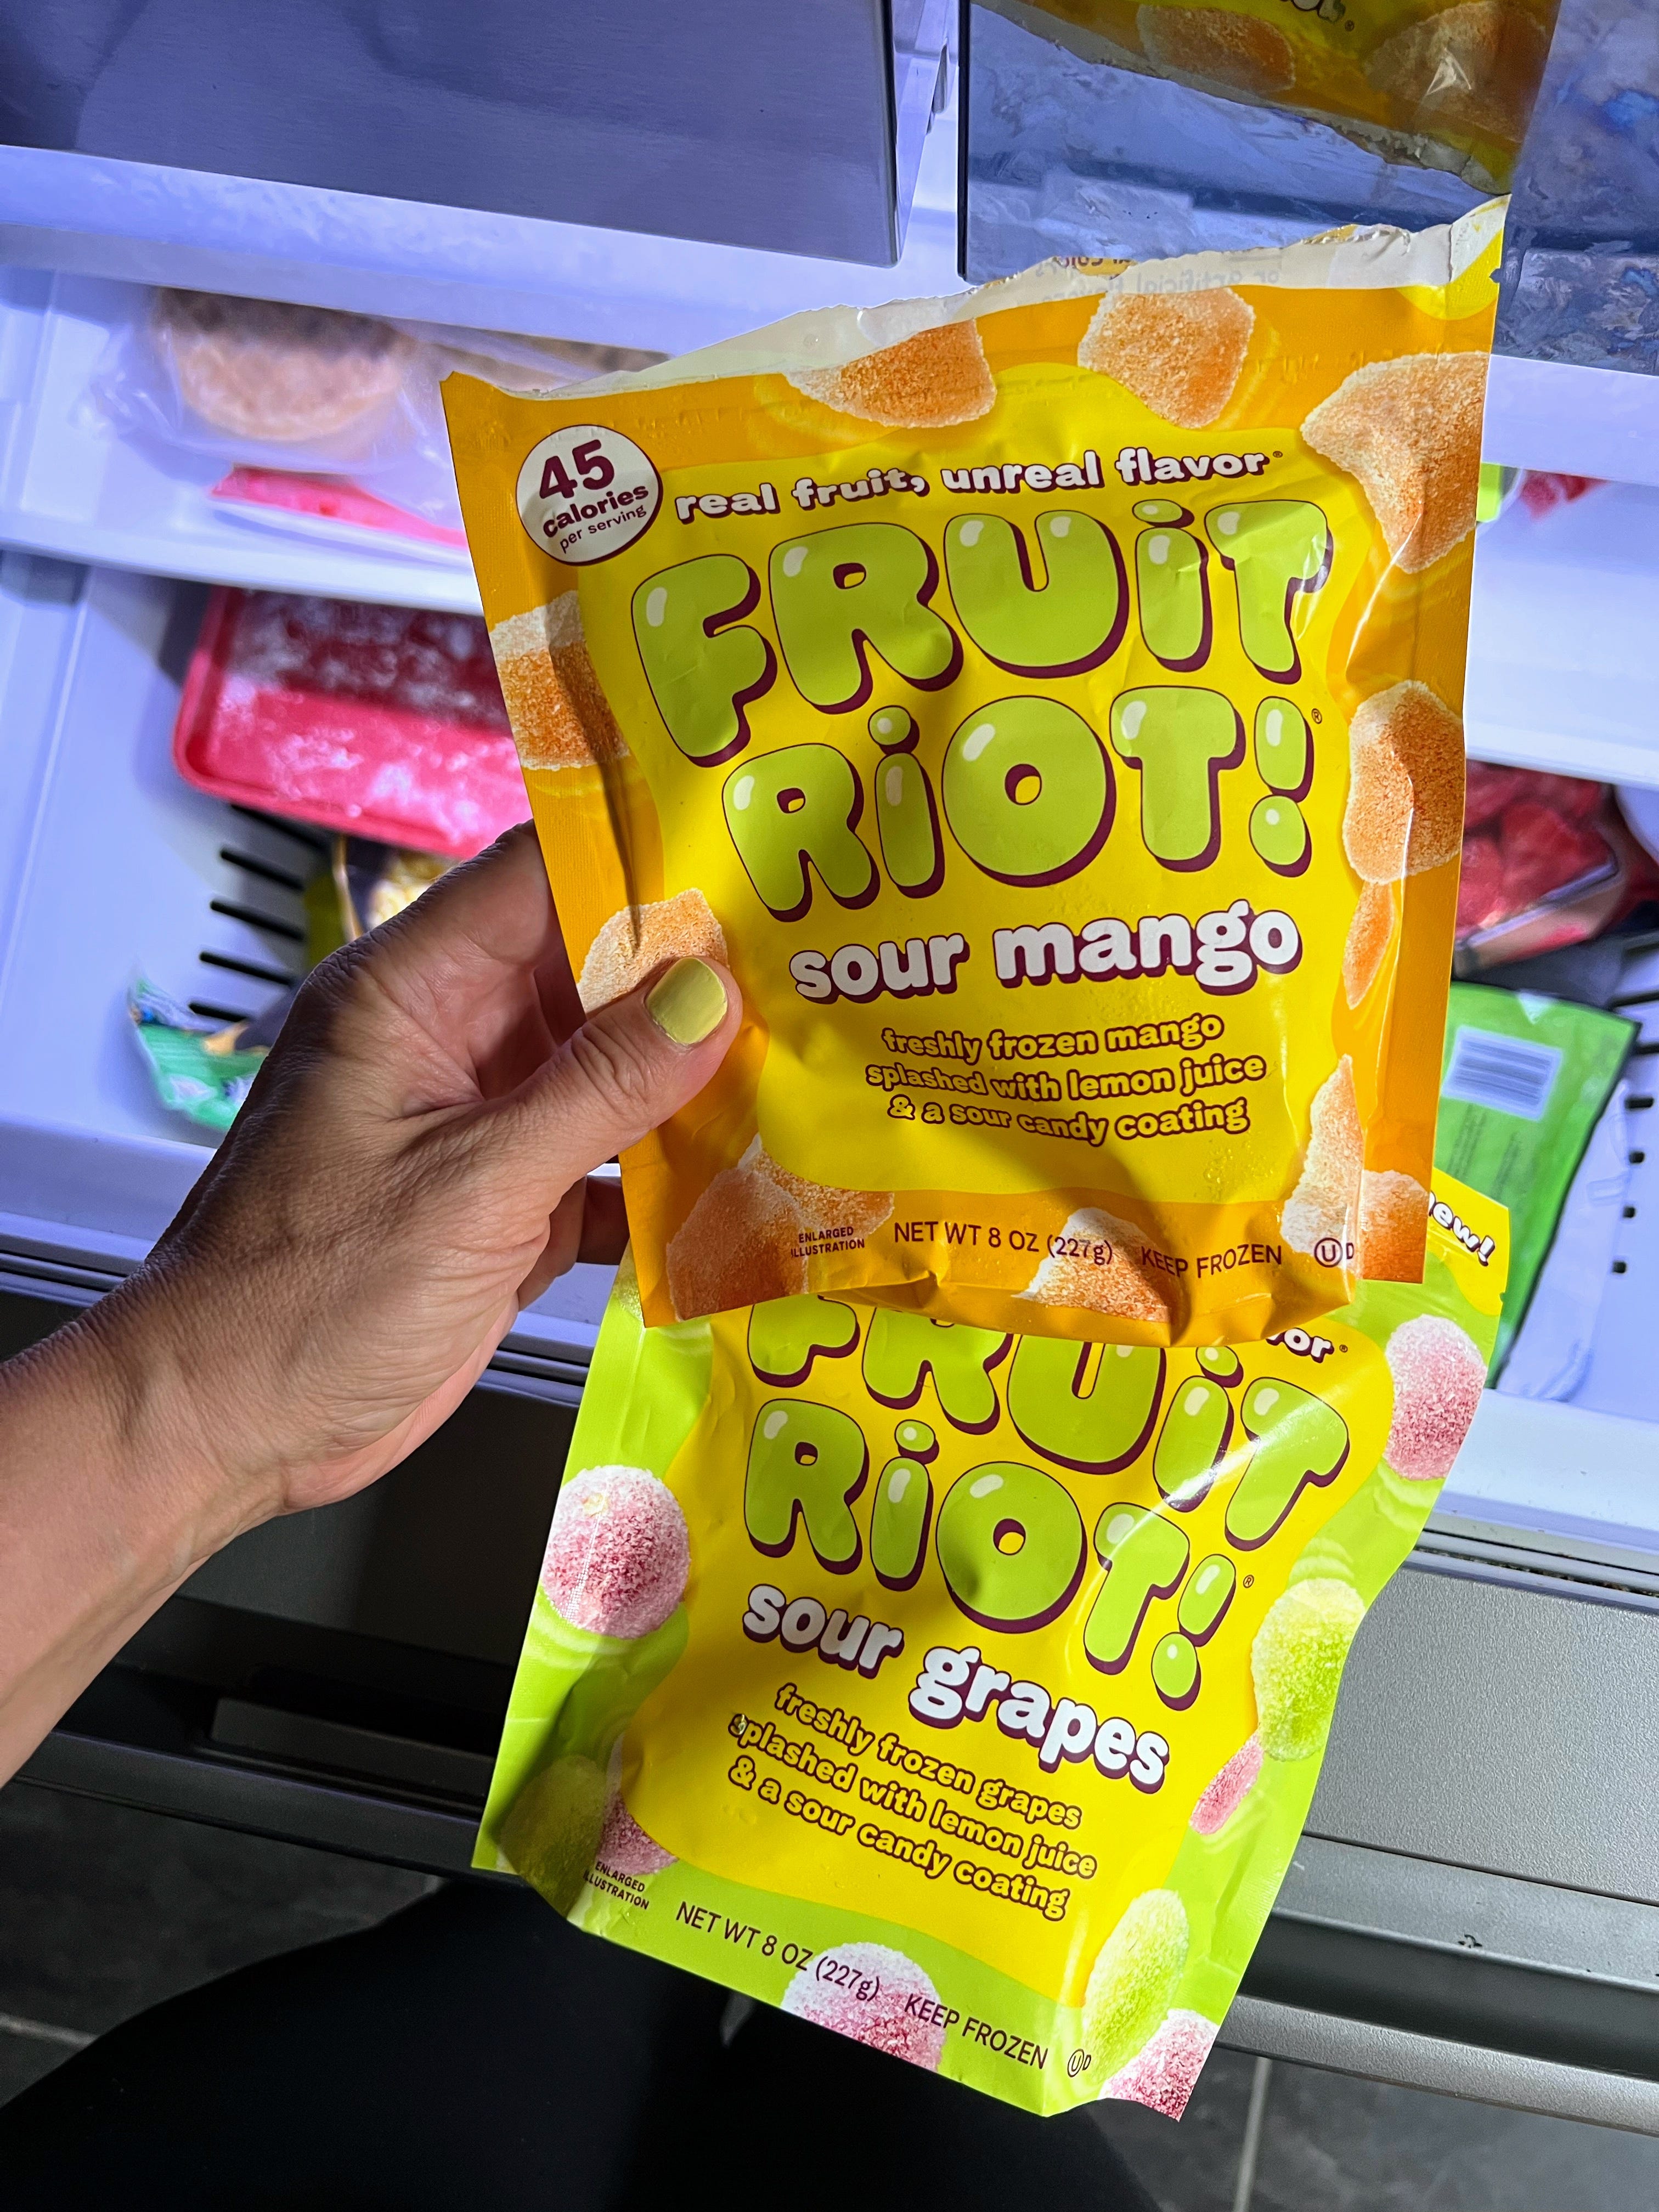 45
calories
per serving
real fruit, unreal flavor®
FRUiT
RiOT!®
sour mango
freshly frozen mango
splashed with lemon juice
& a sour candy coating
ENLARGED
ILLUSTRATION
NET WT 8 OZ (227g) KEEP FROZEN
U D
new!
flavor®
FRUiT
RiOT!®
sour grapes
freshly frozen grapes
splashed with lemon juice
& a sour candy coating
ENLARGED
ILLUSTRATION
NET WT 8 OZ (227g) KEEP FROZEN
U D